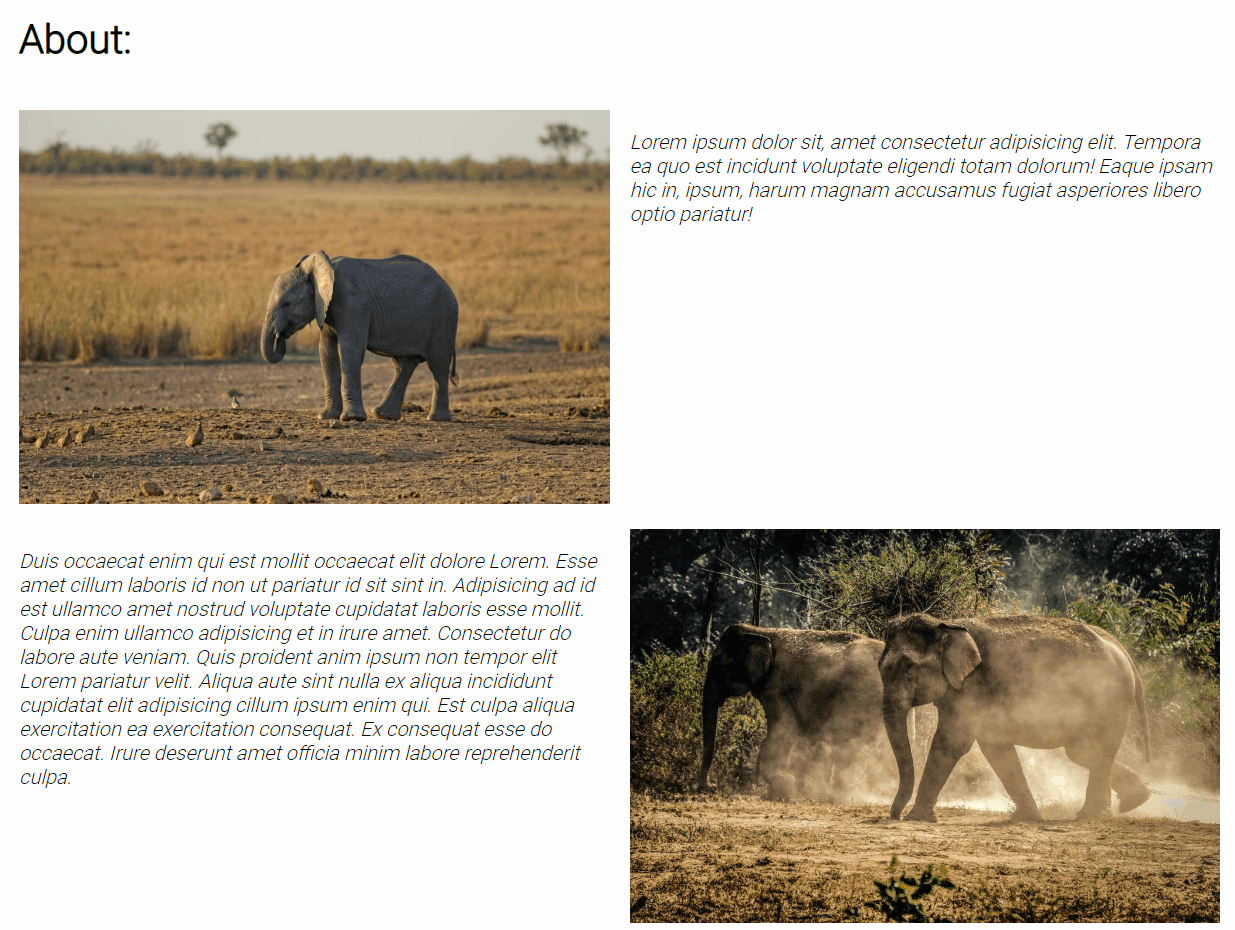 About:
Lorem ipsum dolor sit, amet consectetur adipisicing elit. Tempora
ea quo est incidunt voluptate eligendi totam dolorum! Eaque ipsam
hic in, ipsum, harum magnam accusamus fugiat asperiores libero
optio pariatur!
Duis occaecat enim qui est mollit occaecat elit dolore Lorem. Esse
amet cillum laboris id non ut pariatur id sit sint in. Adipisicing ad id
est ullamco amet nostrud voluptate cupidatat laboris esse mollit.
Culpa enim ullamco adipisicing et in irure amet. Consectetur do
labore aute veniam. Quis proident anim ipsum non tempor elit
Lorem pariatur velit. Aliqua aute sint nulla ex aliqua incididunt
cupidatat elit adipisicing cillum ipsum enim qui. Est culpa aliqua
exercitation ea exercitation consequat. Ex consequat esse do
occaecat. Irure deserunt amet officia minim labore reprehenderit
culpa.